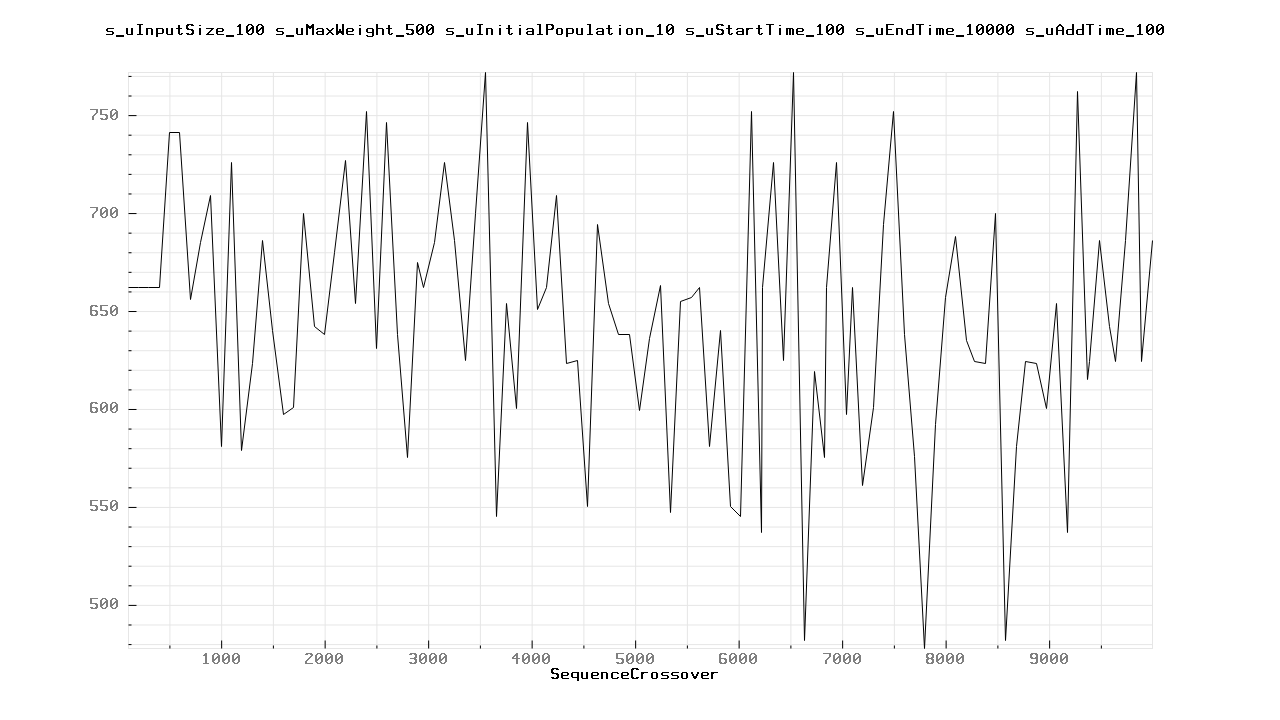 s_uInputSize_100 s_uMaxWeight_500 s_uInitialPopulation_10 s_uStartTime_100 s_uEndTime_10000 s_uAddTime_100
750
700
650
600
550
500
1000 2000 3000 4000 5000 6000 7000 8000 9000
SequenceCrossover